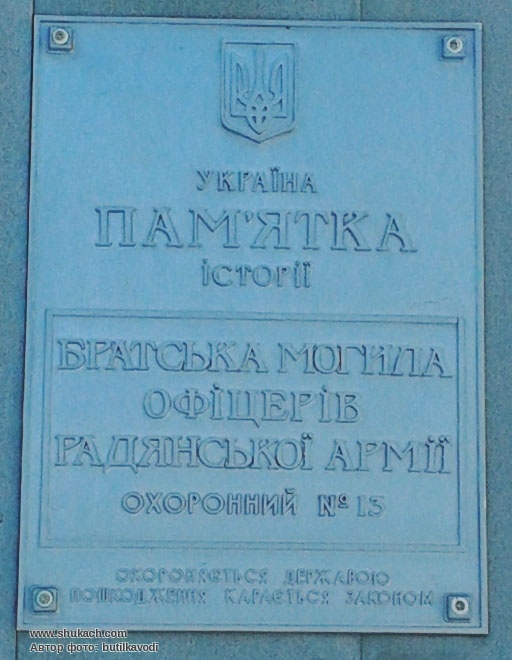 УКРАЇНА
ПАМ'ЯТКА
ІСТОРІЇ
БРАТСЬКА МОГИЛА
ОФІЦЕРІВ
РАДЯНСЬКОЇ АРМІЇ
ОХОРОННИЙ № 13
ОХОРОНЯЄТЬСЯ ДЕРЖАВОЮ
ПОШКОДЖЕННЯ КАРАЄТЬСЯ ЗАКОНОМ
www.shukach.com
Автор фото: butilkavodi